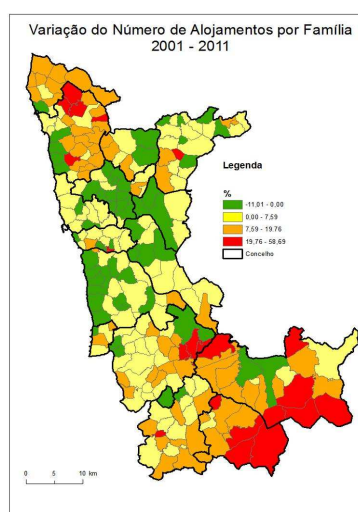 Variação do Número de Alojamentos por Família
2001 - 2011
Legenda
%
-11,01 - 0,00
0,00 - 7,59
7,59 - 19,76
19,76 - 58,69
Concelho
0 5 10 km